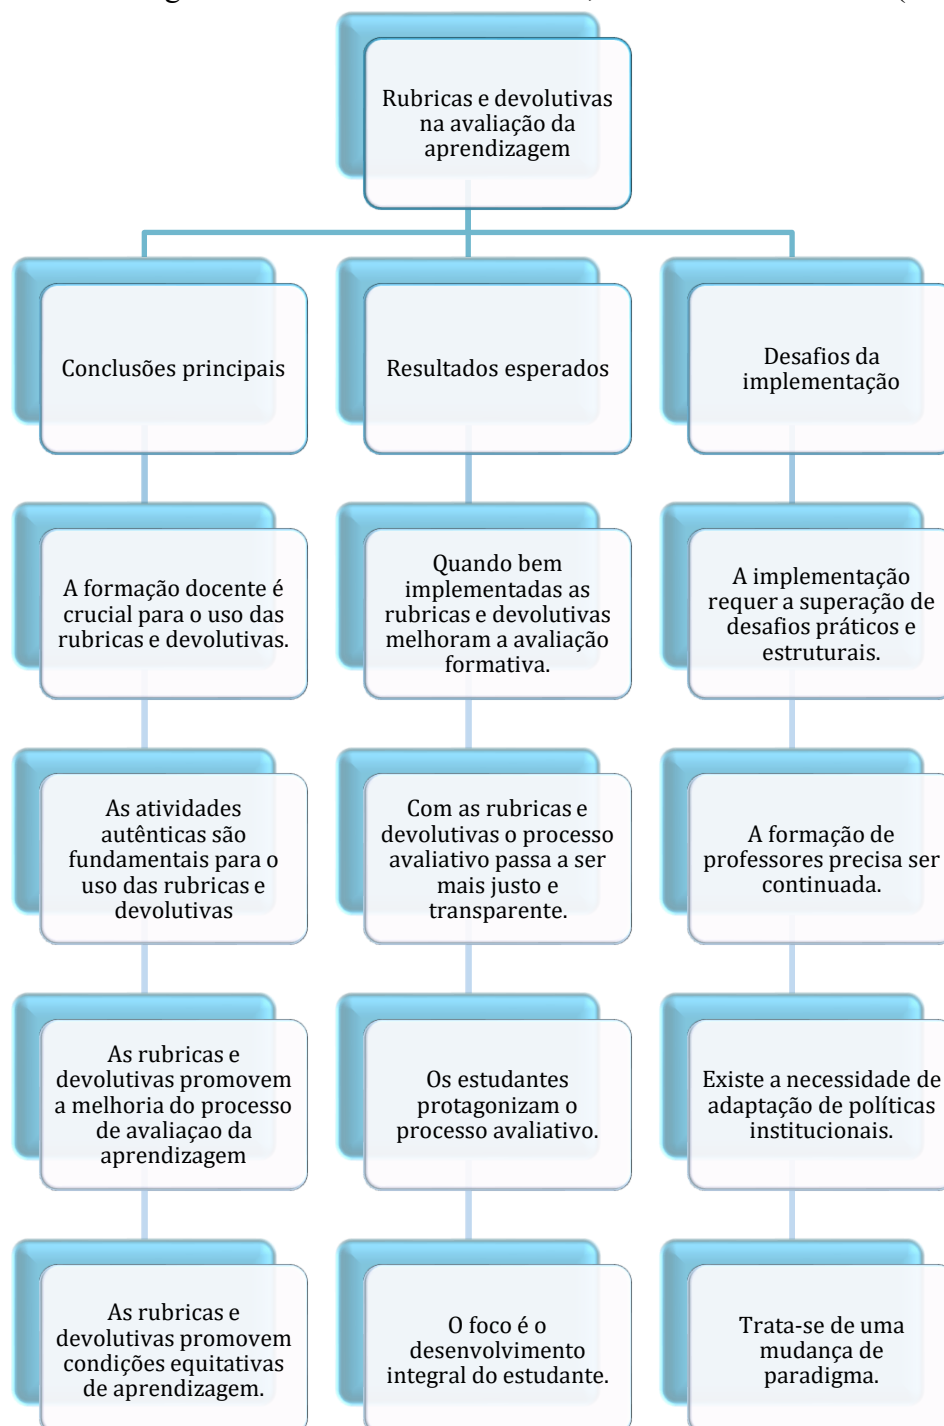 Rubricas e devolutivas
na avaliação da
aprendizagem
Conclusões principais
Resultados esperados
Desafios da
implementação
A formação docente é
crucial para o uso das
rubricas e devolutivas.
Quando bem
implementadas as
rubricas e devolutivas
melhoram a avaliação
formativa.
A implementação
requer a superação de
desafios práticos e
estruturais.
As atividades
autênticas são
fundamentais para o
uso das rubricas e
devolutivas
Com as rubricas e
devolutivas o processo
avaliativo passa a ser
mais justo e
transparente.
A formação de
professores precisa ser
continuada.
As rubricas e
devolutivas promovem
a melhoria do processo
de avaliaçao da
aprendizagem
Os estudantes
protagonizam o
processo avaliativo.
Existe a necessidade de
adaptação de políticas
institucionais.
As rubricas e
devolutivas promovem
condições equitativas
de aprendizagem.
O foco é o
desenvolvimento
integral do estudante.
Trata-se de uma
mudança de
paradigma.